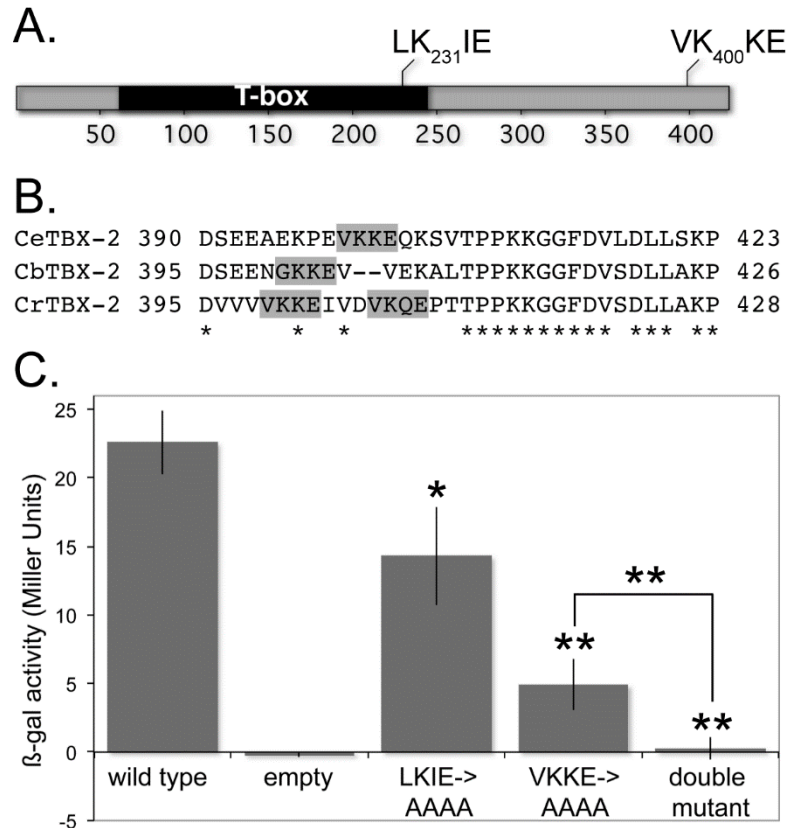 A.
LK231IE VK400KE
T-box
50 100 150 200 250 300 350 400
B.
CeTBX-2 390 DSEEAEKPEVKKEQKSVTPPKKGGFDVLDLLSKP 423
CbTBX-2 395 DSEENGKKEV--VEKALTPPKKGGFDVSDLLAKP 426
CrTBX-2 395 DVVVVKKEIVDVKQEPTTPPKKGGFDVSDLLAKP 428
* * * ********** *** **
C.
ß-gal activity (Miller Units)
25
20
15
10
5
0
-5
*
**
**
**
wild type empty LKIE-> VKKE-> double
AAAA AAAA mutant